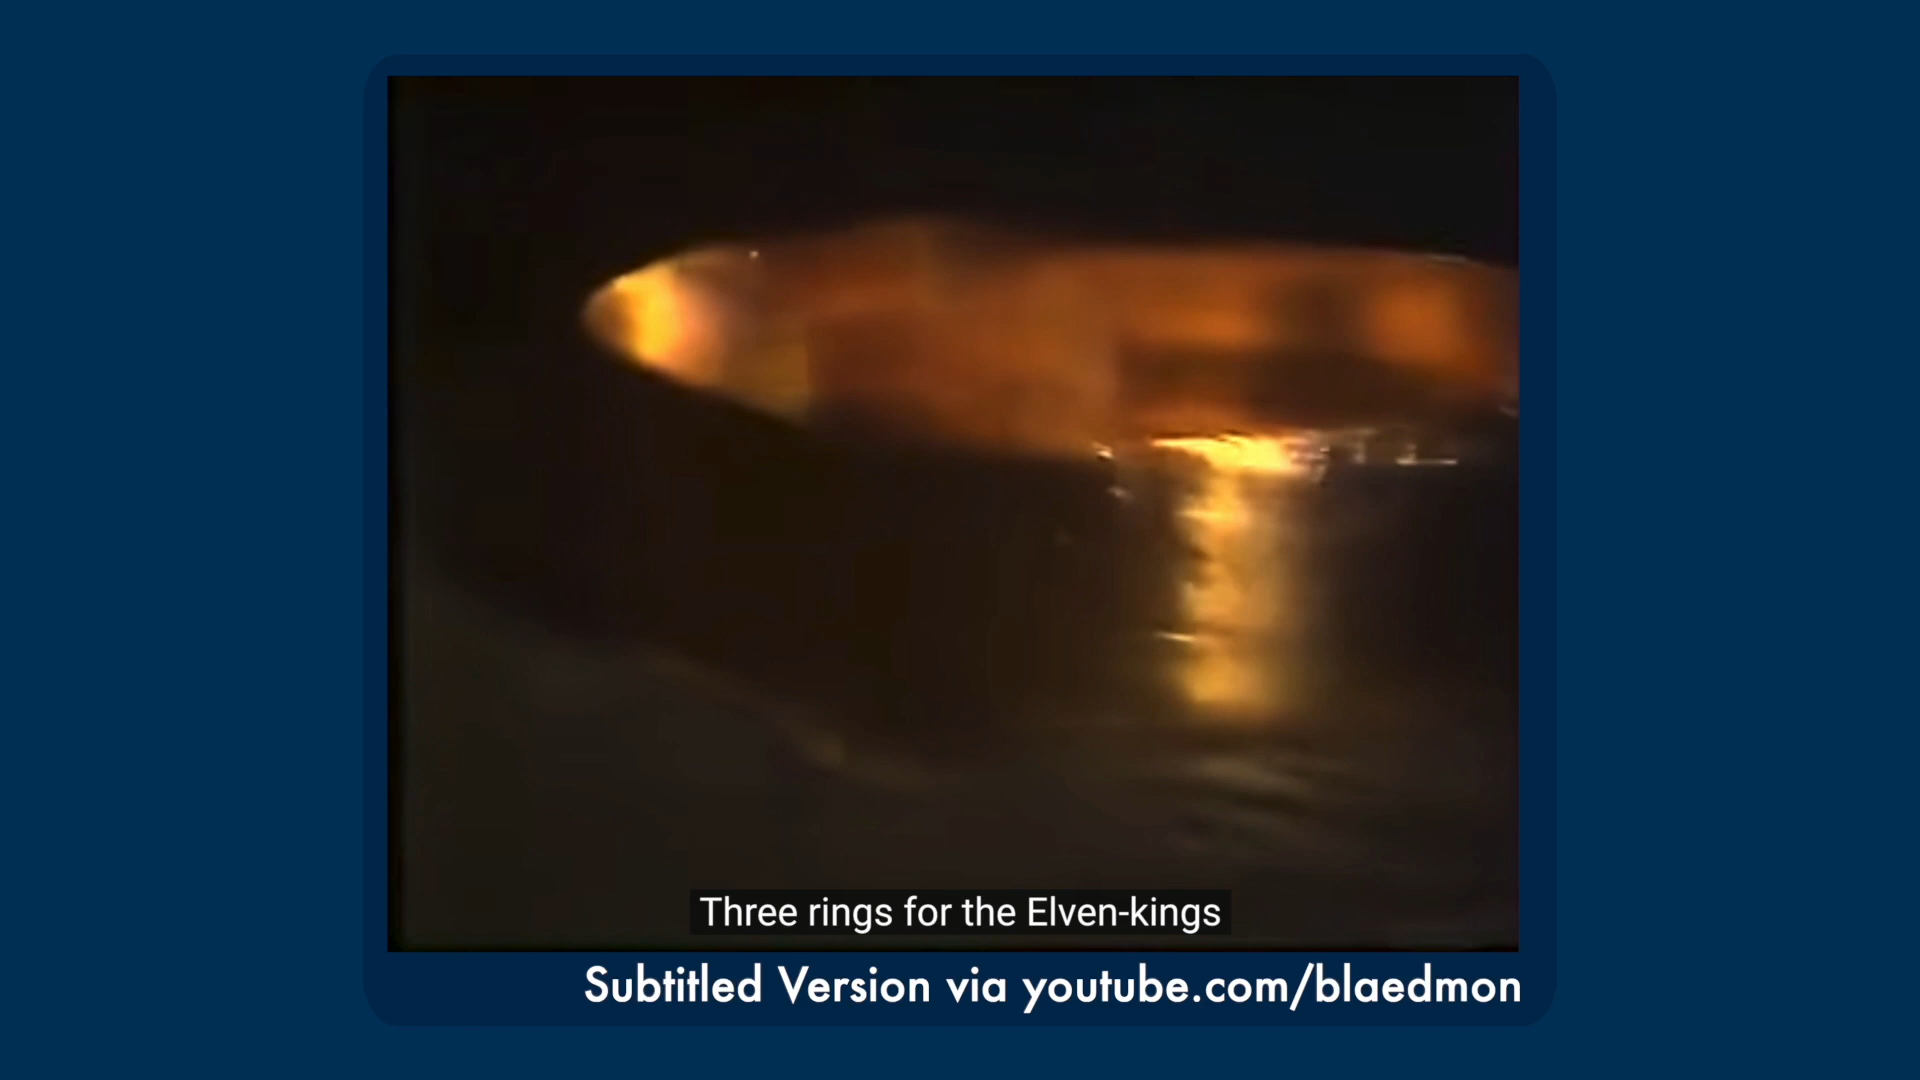 Three rings for the Elven-kings
Subtitled Version via youtube.com/blaedmon